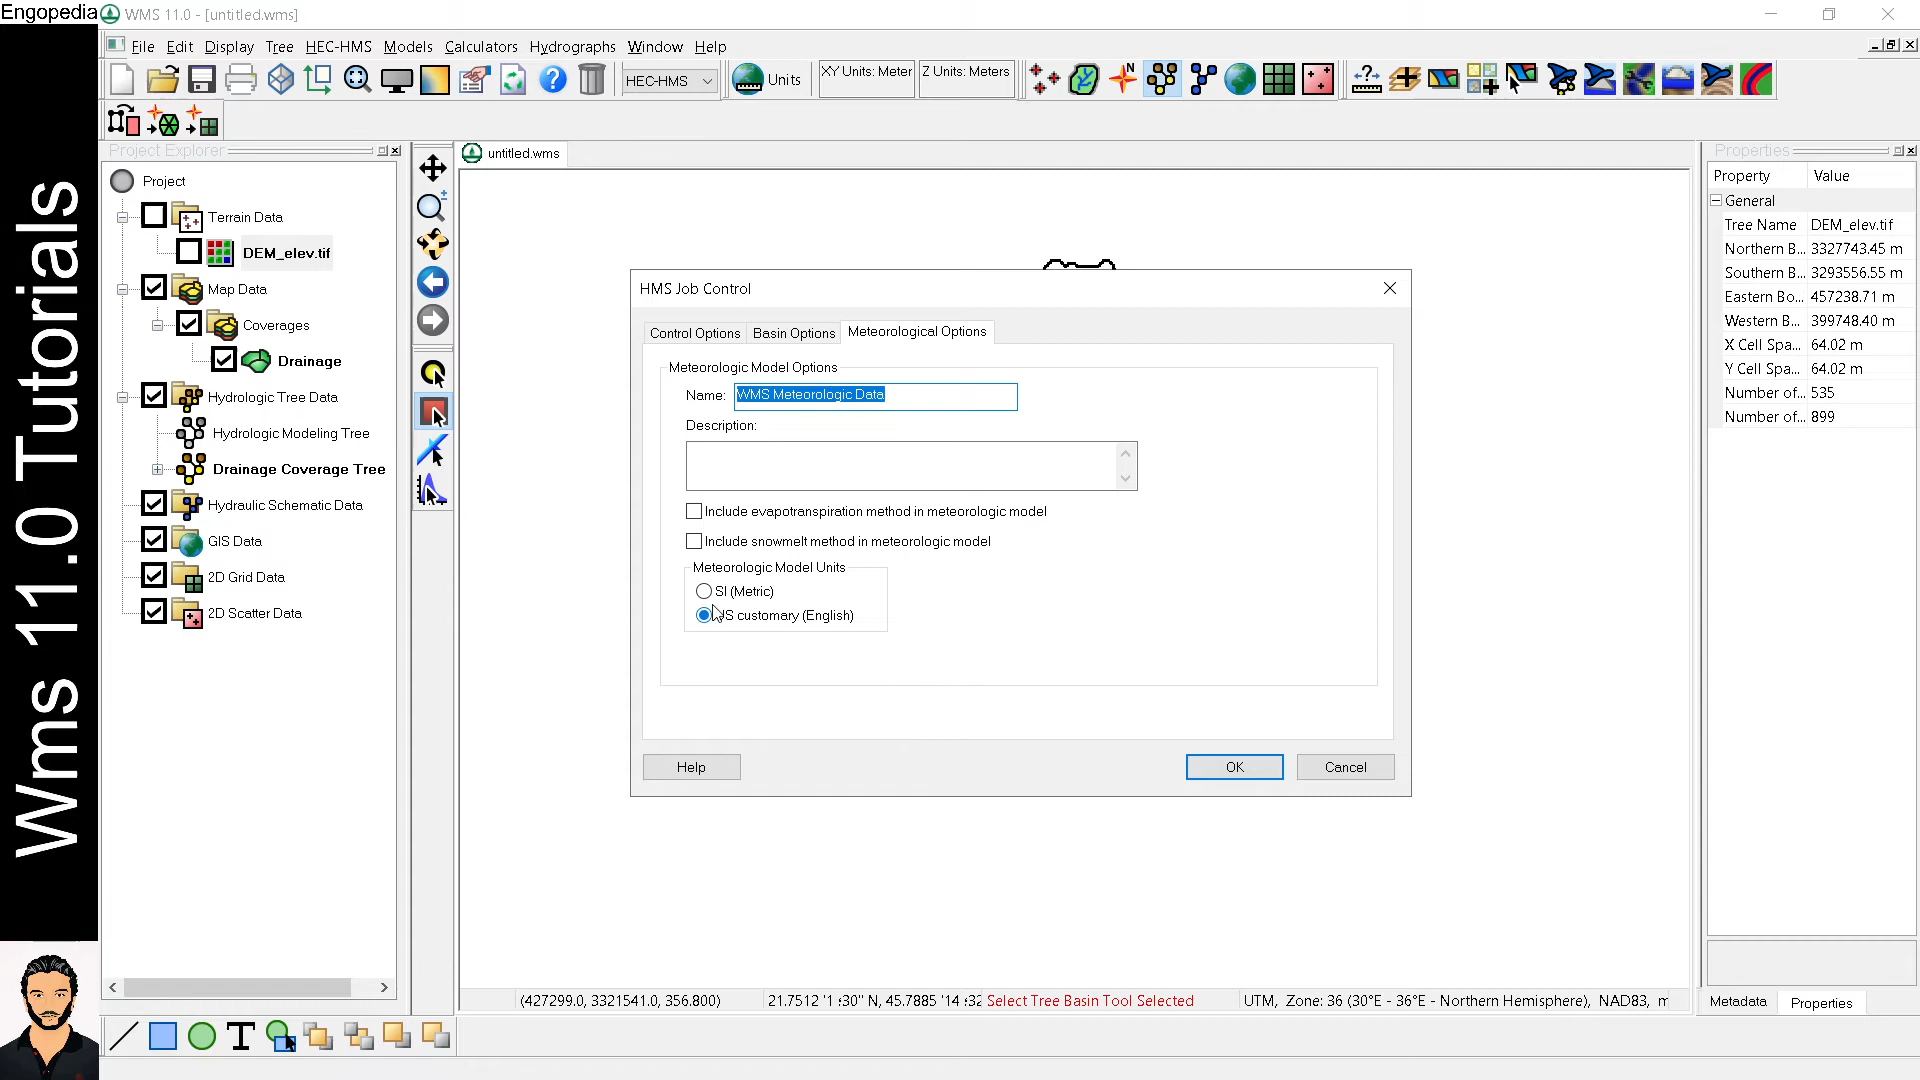 Engopedia
WMS 11.0 - [untitled.wms]
File Edit Display Tree HEC-HMS Models Calculators Hydrographs Window Help
HEC-HMS
Units
XY Units: Meter
Z Units: Meters
Project Explorer
Project
Terrain Data
DEM_elev.tif
Map Data
Coverages
Drainage
Hydrologic Tree Data
Hydrologic Modeling Tree
Drainage Coverage Tree
Hydraulic Schematic Data
GIS Data
2D Grid Data
2D Scatter Data
untitled.wms
HMS Job Control
Control Options Basin Options Meteorological Options
Meteorologic Model Options
Name: WMS Meteorologic Data
Description:
Include evapotranspiration method in meteorologic model
Include snowmelt method in meteorologic model
Meteorologic Model Units
SI (Metric)
US customary (English)
Help OK Cancel
Properties
Property Value
General
Tree Name DEM_elev.tif
Northern B... 3327743.45 m
Southern B... 3293556.55 m
Eastern Bo... 457238.71 m
Western B... 399748.40 m
X Cell Spa... 64.02 m
Y Cell Spa... 64.02 m
Number of... 535
Number of... 899
(427299.0, 3321541.0, 356.800)
Select Tree Basin Tool Selected
UTM, Zone: 36 (30°E - 36°E - Northern Hemisphere), NAD83, m
Metadata Properties
Wms 11.0 Tutorials